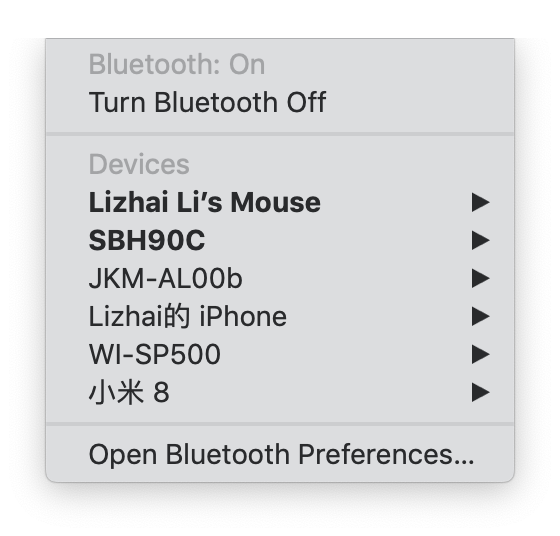 Bluetooth: On
Turn Bluetooth Off
Devices
Lizhai Li’s Mouse
SBH90C
JKM-AL00b
Lizhai的 iPhone
WI-SP500
小米 8
Open Bluetooth Preferences...